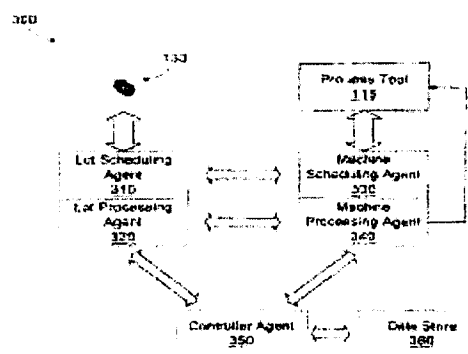 300
130
Process Tool
115
Lot Scheduling
Agent
310
Machine
Scheduling Agent
330
Lot Processing
Agent
320
Machine
Processing Agent
340
Controller Agent
350
Data Store
360